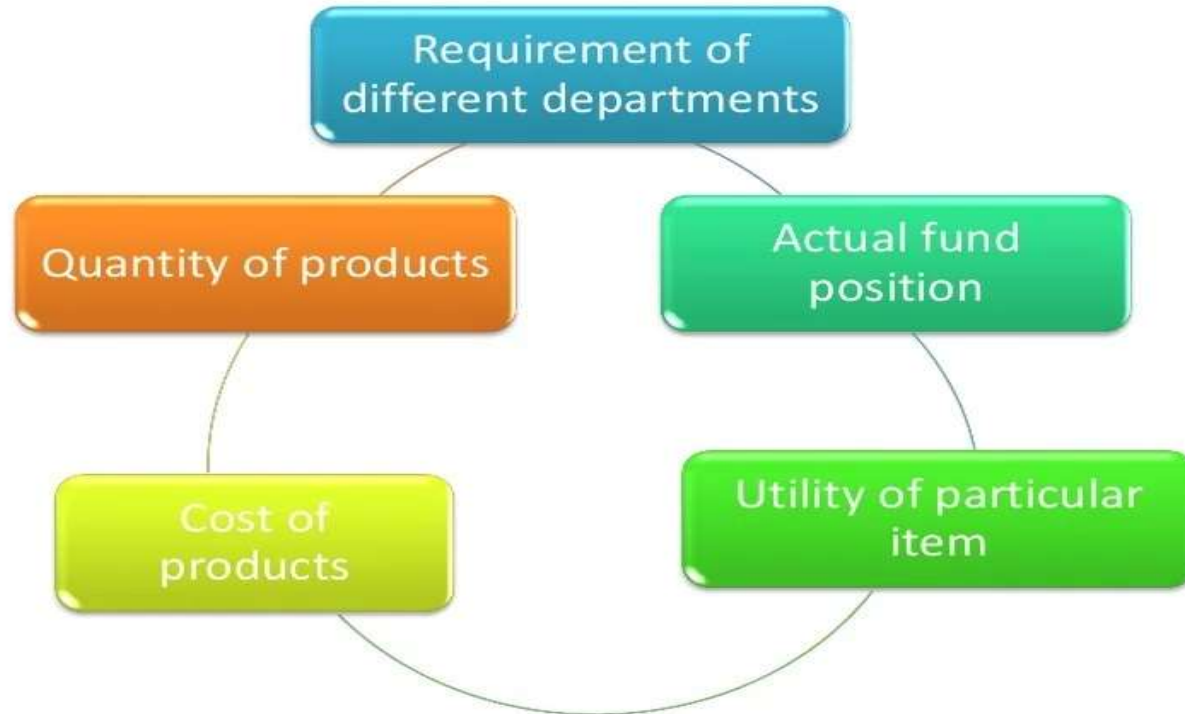 Requirement of
different departments
Quantity of products
Actual fund
position
Cost of
products
Utility of particular
item